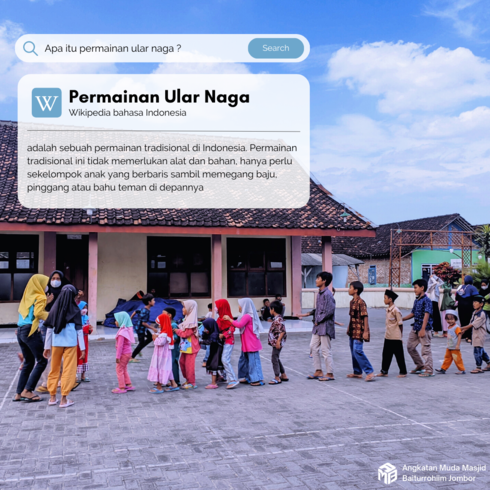 Apa itu permainan ular naga ?
Search
W
Permainan Ular Naga
Wikipedia bahasa Indonesia
adalah sebuah permainan tradisional di Indonesia. Permainan
tradisional ini tidak memerlukan alat dan bahan, hanya perlu
sekelompok anak yang berbaris sambil memegang baju,
pinggang atau bahu teman di depannya
Angkatan Muda Masjid
Baiturrohiim Jombor